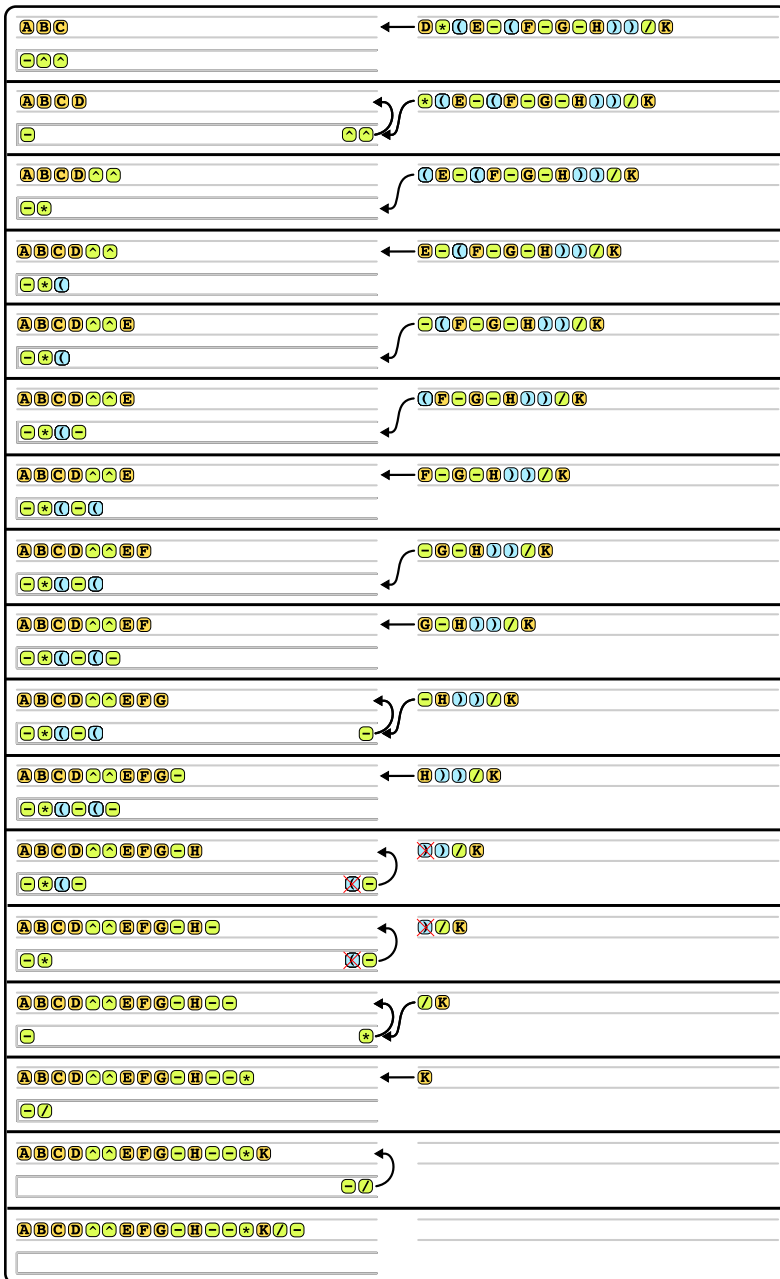 ABC D*(E-(F-G-H))/K
-^^
ABCD *(E-(F-G-H))/K
- ^^
ABCD^^ (E-(F-G-H))/K
-*
ABCD^^ E-(F-G-H))/K
-*(
ABCD^^E -(F-G-H))/K
-*(
ABCD^^E (F-G-H))/K
-*(-
ABCD^^E F-G-H))/K
-*(-(
ABCD^^EF -G-H))/K
-*(-(
ABCD^^EF G-H))/K
-*(-(-
ABCD^^EFG -H))/K
-*(-( -
ABCD^^EFG- H))/K
-*(-(-
ABCD^^EFG-H ))/K
-*(- (-
ABCD^^EFG-H- )/K
-* (-
ABCD^^EFG-H-- /K
- *
ABCD^^EFG-H--* K
-/
ABCD^^EFG-H--*K
-/
ABCD^^EFG-H--*K/-